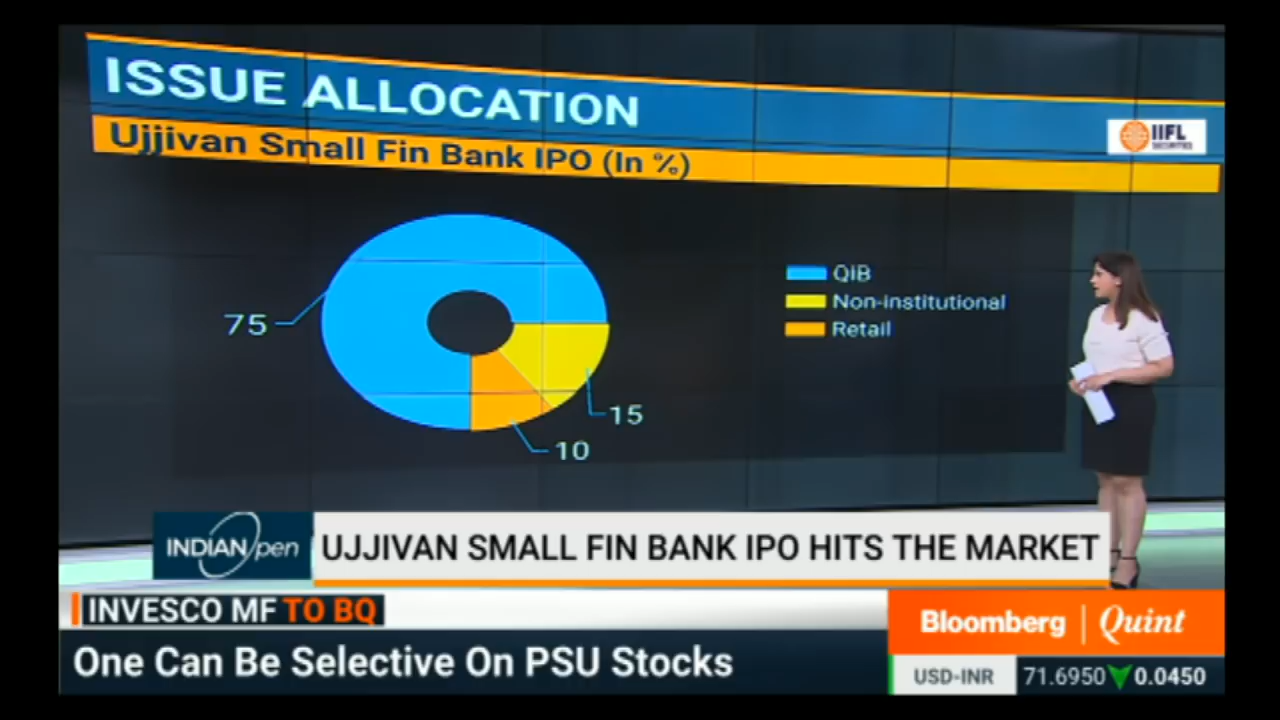 ISSUE ALLOCATION
Ujjivan Small Fin Bank IPO (In %)
IIFL
SECURITIES
75
QIB
Non-institutional
Retail
15
10
INDIAN Open
UJJIVAN SMALL FIN BANK IPO HITS THE MARKET
INVESCO MF TO BQ
One Can Be Selective On PSU Stocks
Bloomberg | Quint
USD-INR 71.6950 0.0450